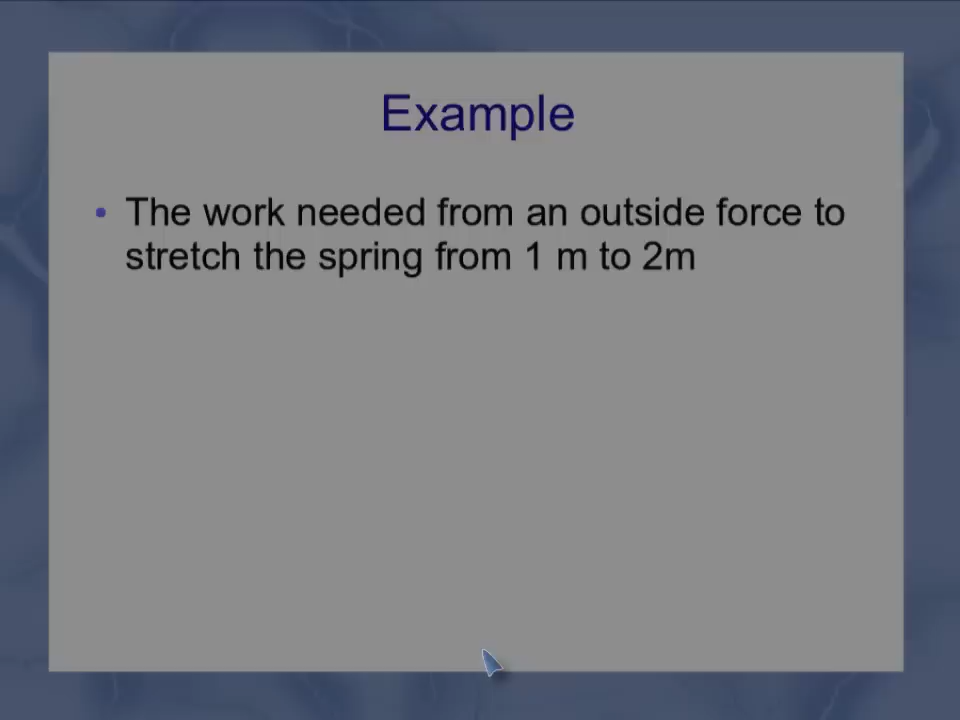 Example
• The work needed from an outside force to
stretch the spring from 1 m to 2m